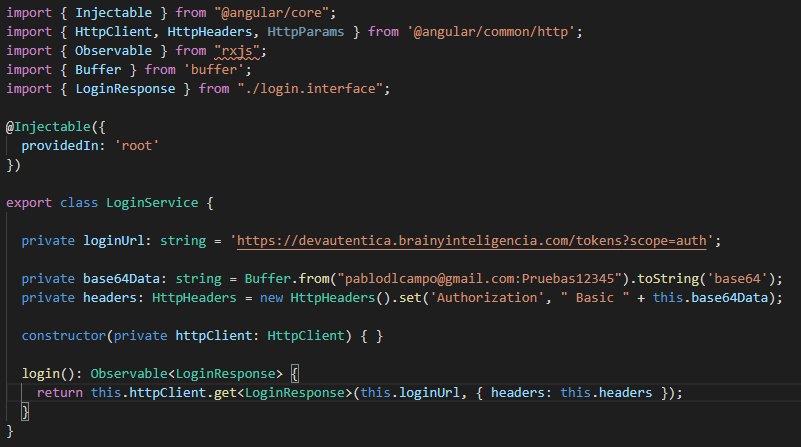 import { Injectable } from "@angular/core";
import { HttpClient, HttpHeaders, HttpParams } from '@angular/common/http';
import { Observable } from "rxjs";
import { Buffer } from 'buffer';
import { LoginResponse } from "./login.interface";
@Injectable({
providedIn: 'root'
})
export class LoginService {
private loginUrl: string = 'https://devautentica.brainyinteligencia.com/tokens?scope=auth';
private base64Data: string = Buffer.from("pablodlcampo@gmail.com:Pruebas12345").toString('base64');
private headers: HttpHeaders = new HttpHeaders().set('Authorization', " Basic " + this.base64Data);
constructor(private httpClient: HttpClient) { }
login(): Observable<LoginResponse> {
return this.httpClient.get<LoginResponse>(this.loginUrl, { headers: this.headers });
}
}